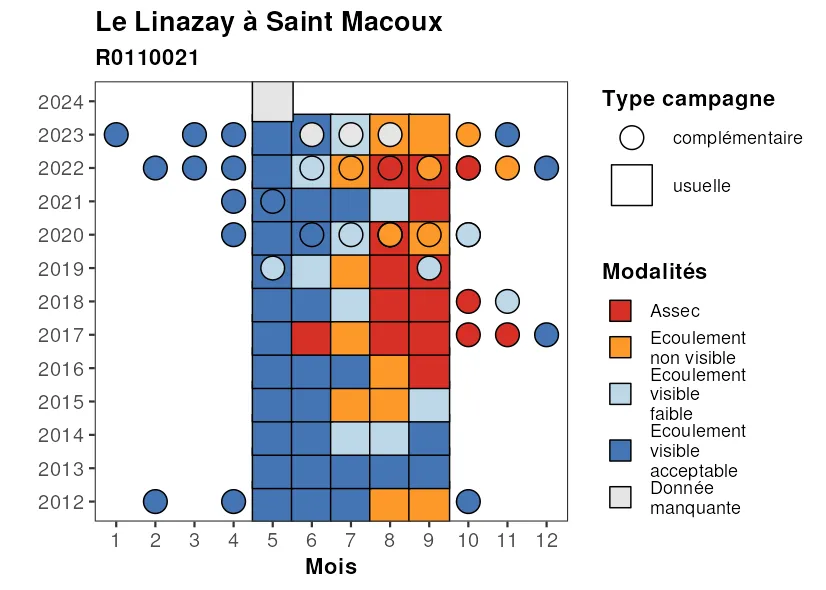 Le Linazay à Saint Macoux
R0110021
2024
2023
2022
2021
2020
2019
2018
2017
2016
2015
2014
2013
2012
1 2 3 4 5 6 7 8 9 10 11 12
Mois
Type campagne
complémentaire
usuelle
Modalités
Assec
Ecoulement
non visible
Ecoulement
visible
faible
Ecoulement
visible
acceptable
Donnée
manquante